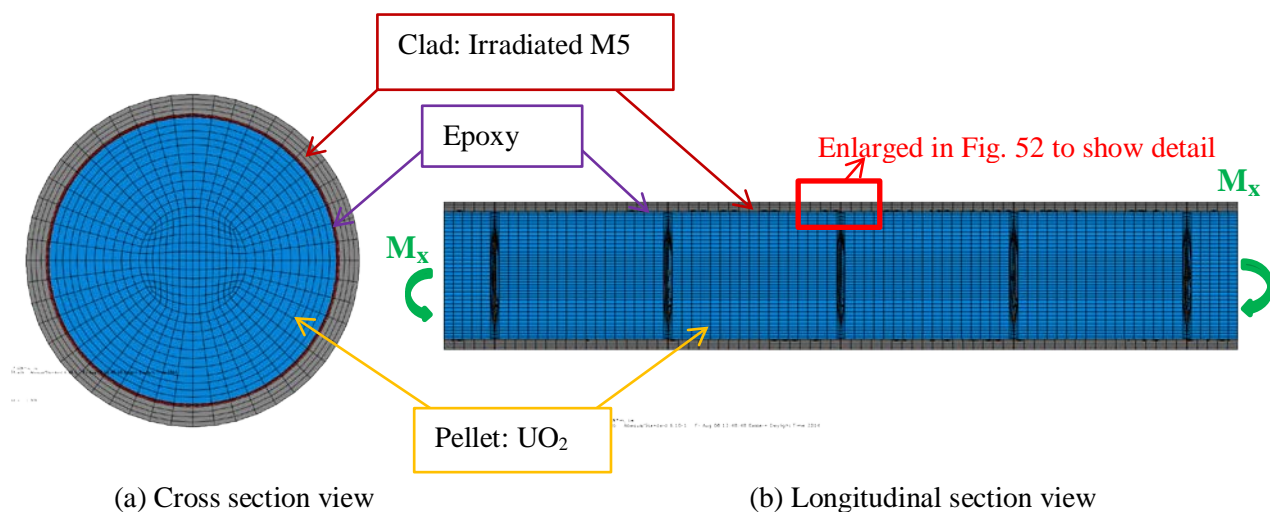 Clad: Irradiated M5
Epoxy
Enlarged in Fig. 52 to show detail
Mₓ
Mₓ
Pellet: UO₂
(a) Cross section view
(b) Longitudinal section view